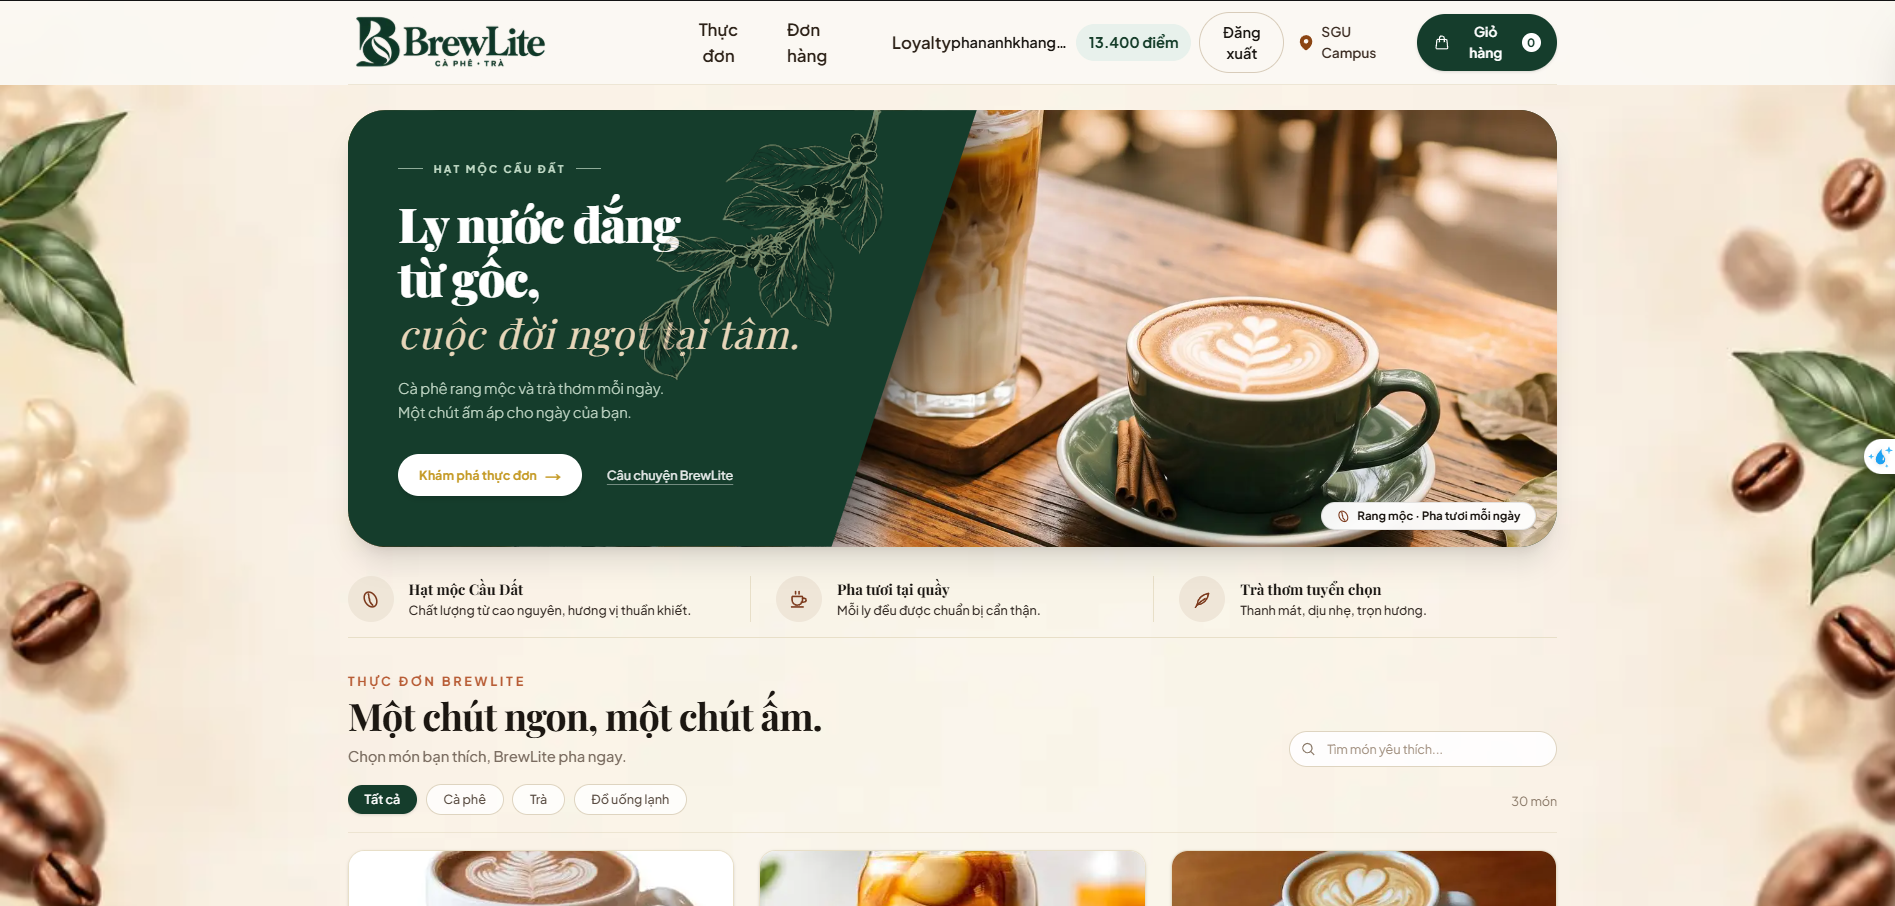 BrewLite
CÀ PHÊ • TRÀ
Thực
đơn
Đơn
hàng
Loyalty
phananhkhang...
13.400 điểm
Đăng
xuất
SGU
Campus
Giỏ
hàng
0
HẠT MỘC CẦU ĐẤT
Ly nước đắng
từ gốc,
cuộc đời ngọt tại tâm.
Cà phê rang mộc và trà thơm mỗi ngày.
Một chút ấm áp cho ngày của bạn.
Khám phá thực đơn →
Câu chuyện BrewLite
Rang mộc · Pha tươi mỗi ngày
Hạt mộc Cầu Đất
Chất lượng từ cao nguyên, hương vị thuần khiết.
Pha tươi tại quầy
Mỗi ly đều được chuẩn bị cẩn thận.
Trà thơm tuyển chọn
Thanh mát, dịu nhẹ, trọn hương.
THỰC ĐƠN BREWLITE
Một chút ngon, một chút ấm.
Chọn món bạn thích, BrewLite pha ngay.
Tìm món yêu thích...
Tất cả
Cà phê
Trà
Đồ uống lạnh
30 món